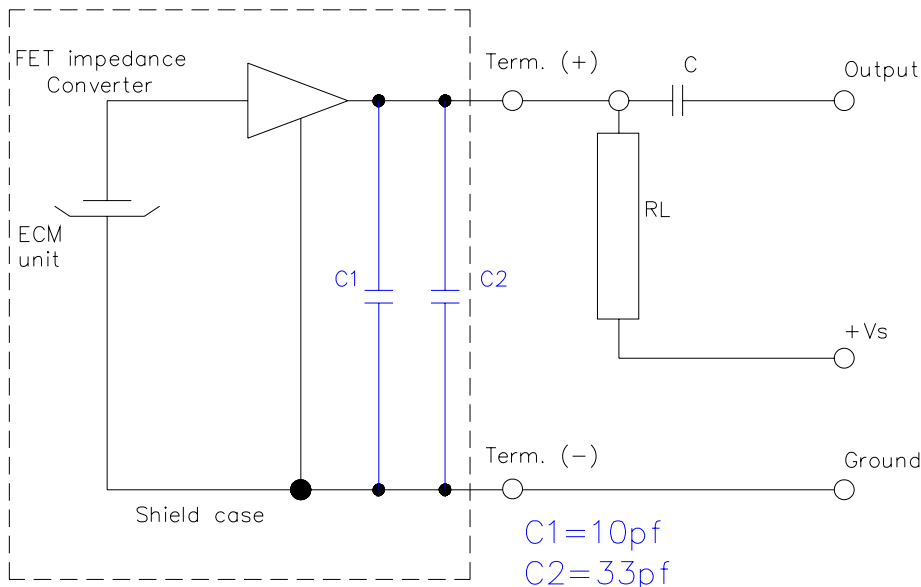 FET impedance
Converter
Term. (+)
C
Output
ECM
unit
RL
C1
C2
+Vs
Term. (-)
Ground
Shield case
C1=10pf
C2=33pf